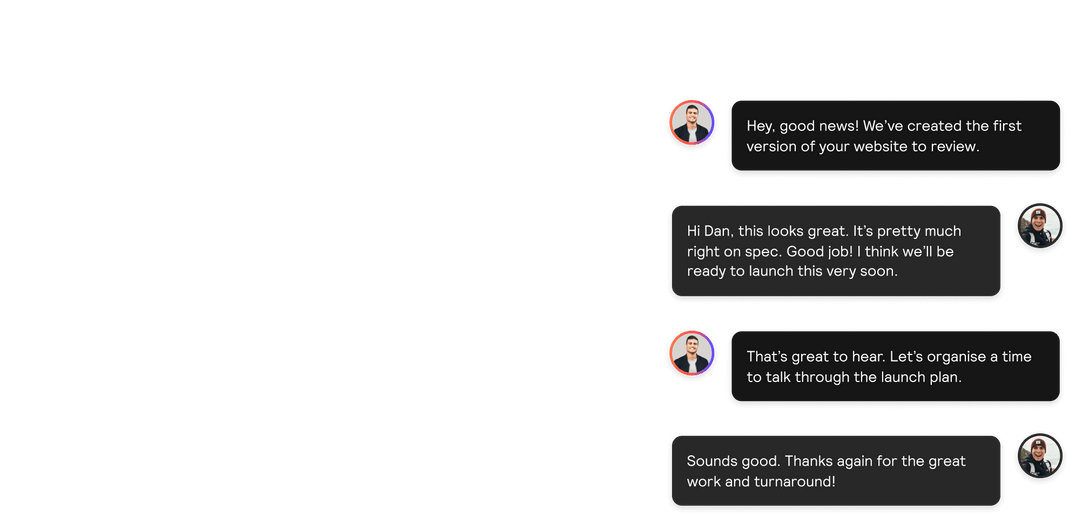 Hey, good news! We’ve created the first
version of your website to review.
Hi Dan, this looks great. It’s pretty much
right on spec. Good job! I think we’ll be
ready to launch this very soon.
That’s great to hear. Let’s organise a time
to talk through the launch plan.
Sounds good. Thanks again for the great
work and turnaround!